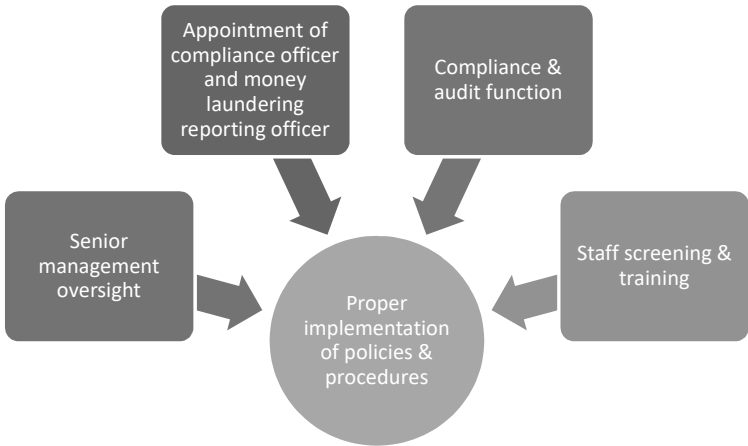 Appointment of
compliance officer
and money
laundering
reporting officer
Compliance &
audit function
Senior
management
oversight
Staff screening &
training
Proper
implementation
of policies &
procedures